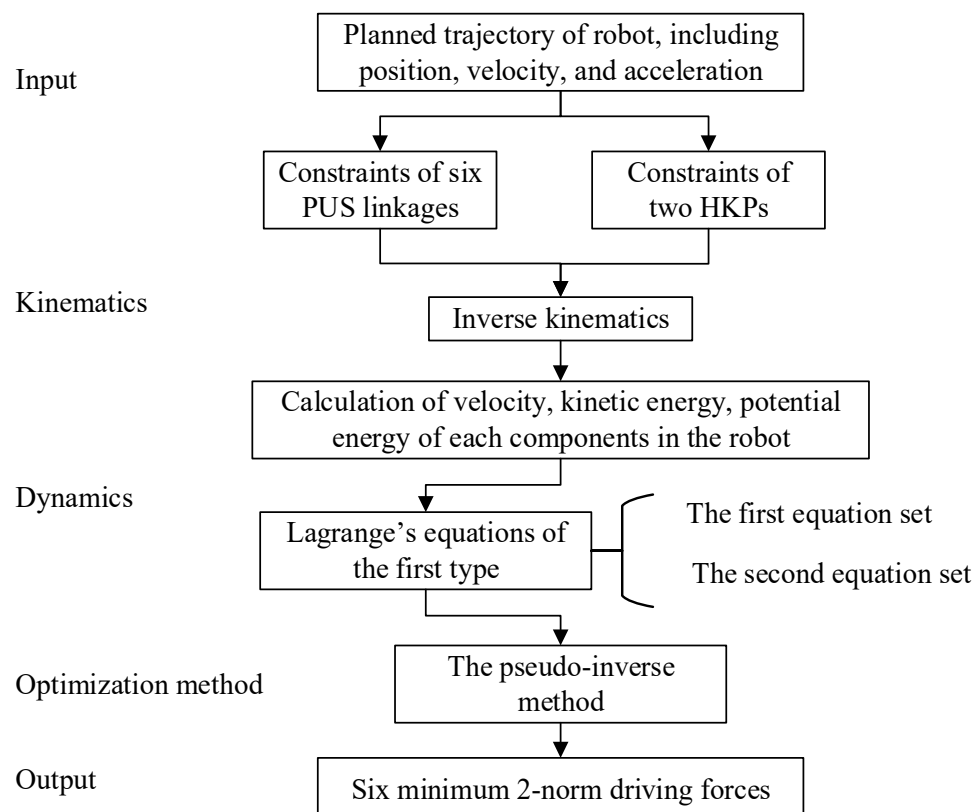 Planned trajectory of robot, including
position, velocity, and acceleration
Input
Constraints of six
PUS linkages
Constraints of
two HKPs
Kinematics
Inverse kinematics
Calculation of velocity, kinetic energy, potential
energy of each components in the robot
Dynamics
Lagrange’s equations of
the first type
The first equation set
The second equation set
Optimization method
The pseudo-inverse
method
Output
Six minimum 2-norm driving forces